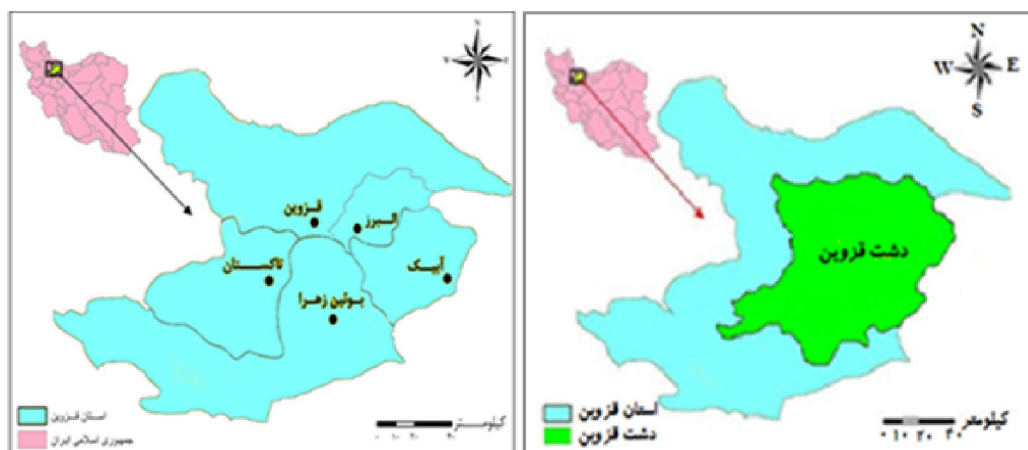 N
W
E
S
قزوین
البرز
تاکستان
آبیک
بوئین زهرا
استان قزوین
جمهوری اسلامی ایران
کیلومتر
N
W
E
S
دشت قزوین
استان قزوین
دشت قزوین
کیلومتر
۰ ۱۰ ۲۰ ۴۰